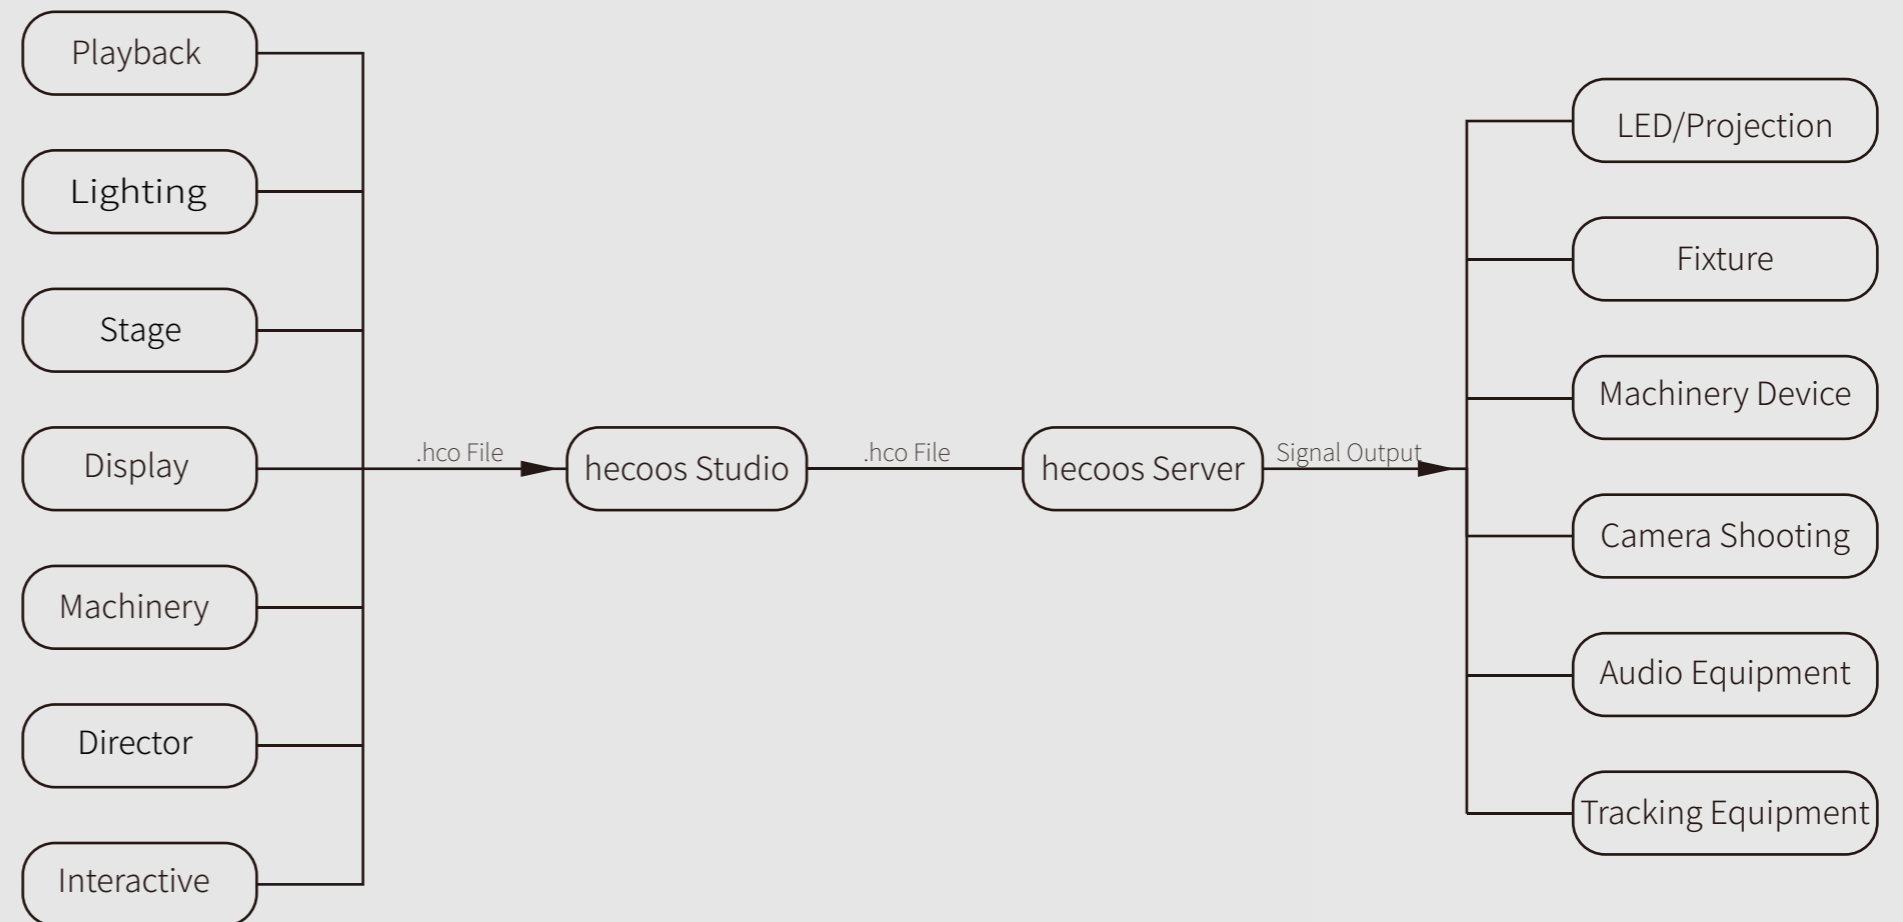 Playback
Lighting
Stage
Display
Machinery
Director
Interactive
.hco File
hecoos Studio
.hco File
hecoos Server
Signal Output
LED/Projection
Fixture
Machinery Device
Camera Shooting
Audio Equipment
Tracking Equipment